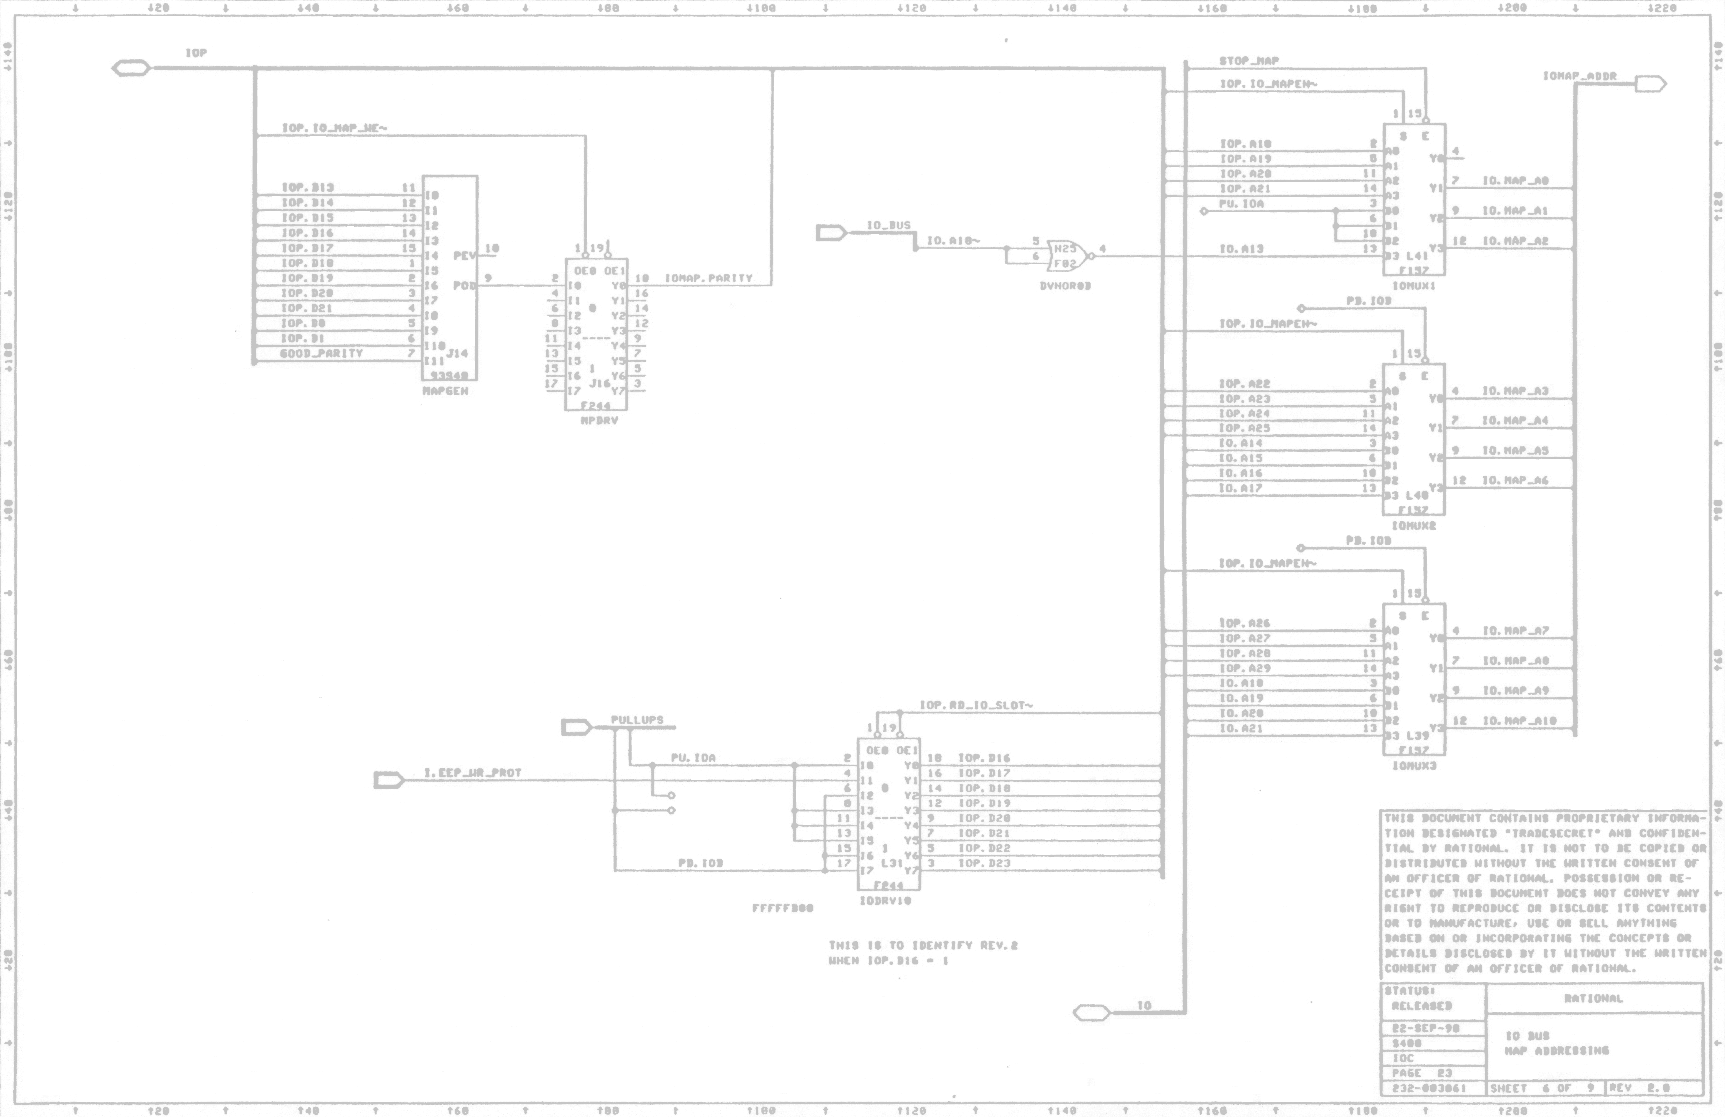 ↓20 ↓40 ↓60 ↓80 ↓100 ↓120 ↓140 ↓160 ↓180 ↓200 ↓220
IOP
IOP.IO_MAP_WE~
IOP.D13 11 I0
IOP.D14 12 I1
IOP.D15 13 I2
IOP.D16 14 I3
IOP.D17 15 I4 PEV 10
IOP.D18 1 I5
IOP.D19 2 I6 POD 9
IOP.D20 3 I7
IOP.D21 4 I8
IOP.D0 5 I9
IOP.D1 6 I10
GOOD_PARITY 7 I11 J14
93S48
MAPGEN
1 19
OE0 OE1
2 I0 Y0 18 IOMAP.PARITY
4 I1 Y1 16
6 I2 0 Y2 14
8 I3 Y3 12
11 I4 Y4 9
13 I5 Y5 7
15 I6 1 Y6 5
17 I7 J16 Y7 3
F244
MPDRV
IO_BUS
IO.A18~ 5 H25 4
6 F02
DVHOR0D
STOP_MAP
IOP.IO_MAPEN~
1 15
S E
IOP.A18 2 A0 Y0 4
IOP.A19 5 A1
IOP.A20 11 A2 Y1 7 IO.MAP_A0
IOP.A21 14 A3
PU.IOA 3 B0 Y2 9 IO.MAP_A1
6 B1
10 B2 Y3 12 IO.MAP_A2
IO.A13 13 B3 L41
F157
IOMUX1
IOMAP_ADDR
PD.IOB
IOP.IO_MAPEN~
1 15
S E
IOP.A22 2 A0 Y0 4 IO.MAP_A3
IOP.A23 5 A1
IOP.A24 11 A2 Y1 7 IO.MAP_A4
IOP.A25 14 A3
IO.A14 3 B0 Y2 9 IO.MAP_A5
IO.A15 6 B1
IO.A16 10 B2 Y3 12 IO.MAP_A6
IO.A17 13 B3 L40
F157
IOMUX2
PD.IOB
IOP.IO_MAPEN~
1 15
S E
IOP.A26 2 A0 Y0 4 IO.MAP_A7
IOP.A27 5 A1
IOP.A28 11 A2 Y1 7 IO.MAP_A8
IOP.A29 14 A3
IO.A18 3 B0 Y2 9 IO.MAP_A9
IO.A19 6 B1
IO.A20 10 B2 Y3 12 IO.MAP_A10
IO.A21 13 B3 L39
F157
IOMUX3
IOP.RD_IO_SLOT~
PULLUPS
I.EEP_WR_PROT
PU.IOA
PD.IOB
1 19
OE0 OE1
2 I0 Y0 18 IOP.D16
4 I1 Y1 16 IOP.D17
6 I2 0 Y2 14 IOP.D18
8 I3 Y3 12 IOP.D19
11 I4 Y4 9 IOP.D20
13 I5 Y5 7 IOP.D21
15 I6 1 Y6 5 IOP.D22
17 I7 L31 Y7 3 IOP.D23
F244
IODRV10
FFFFFD00
THIS IS TO IDENTIFY REV.2
WHEN IOP.D16 = 1
IO
THIS DOCUMENT CONTAINS PROPRIETARY INFORMA-
TION DESIGNATED "TRADESECRET" AND CONFIDEN-
TIAL BY RATIONAL. IT IS NOT TO BE COPIED OR
DISTRIBUTED WITHOUT THE WRITTEN CONSENT OF
AN OFFICER OF RATIONAL. POSSESSION OR RE-
CEIPT OF THIS DOCUMENT DOES NOT CONVEY ANY
RIGHT TO REPRODUCE OR DISCLOSE ITS CONTENTS
OR TO MANUFACTURE, USE OR SELL ANYTHING
BASED ON OR INCORPORATING THE CONCEPTS OR
DETAILS DISCLOSED BY IT WITHOUT THE WRITTEN
CONSENT OF AN OFFICER OF RATIONAL.
STATUS:
RELEASED
RATIONAL
22-SEP-90
S400
IOC
PAGE 23
232-003061
IO BUS
MAP ADDRESSING
SHEET 6 OF 9
REV 2.0
↑20 ↑40 ↑60 ↑80 ↑100 ↑120 ↑140 ↑160 ↑180 ↑200 ↑220